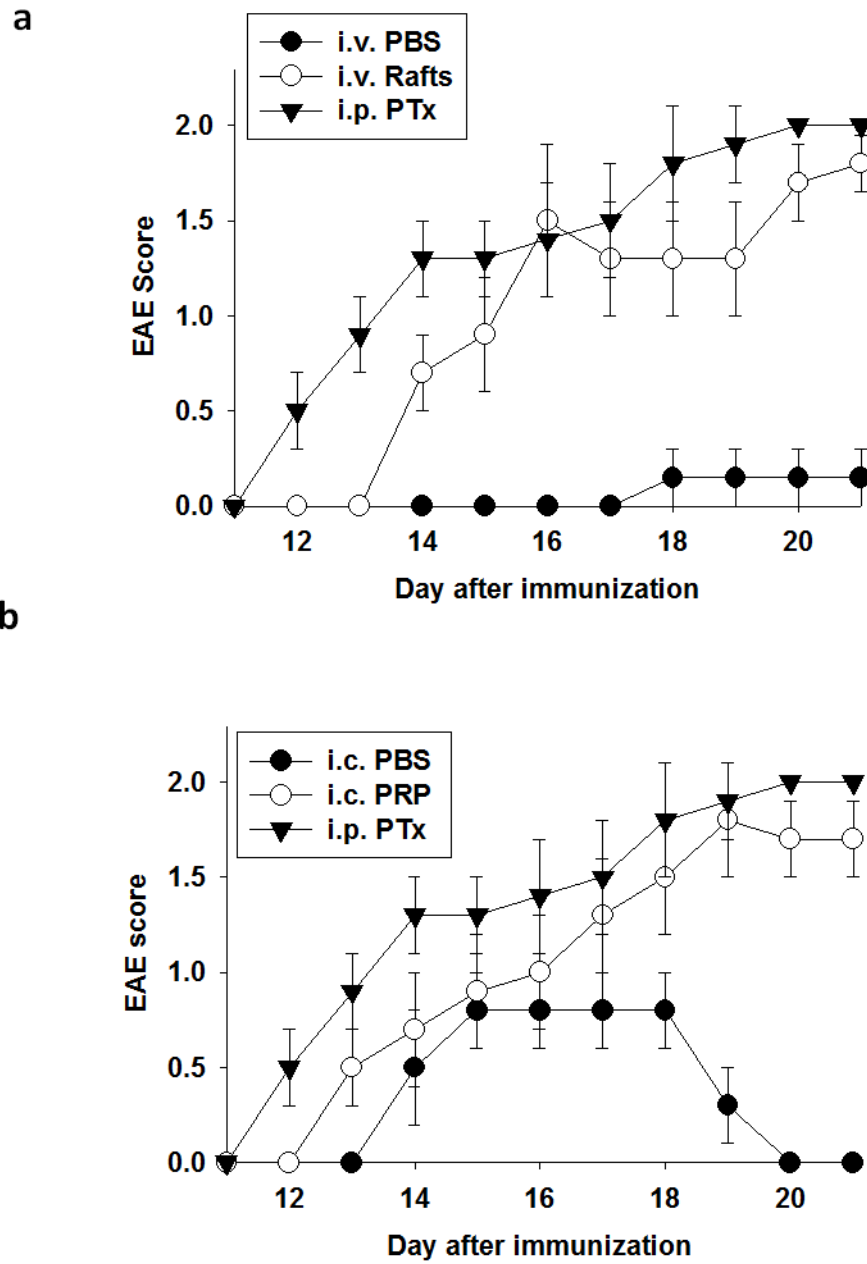 a
i.v. PBS
i.v. Rafts
i.p. PTx
2.0
1.5
1.0
0.5
0.0
EAE Score
12 14 16 18 20
Day after immunization
b
i.c. PBS
i.c. PRP
i.p. PTx
2.0
1.5
1.0
0.5
0.0
EAE score
12 14 16 18 20
Day after immunization